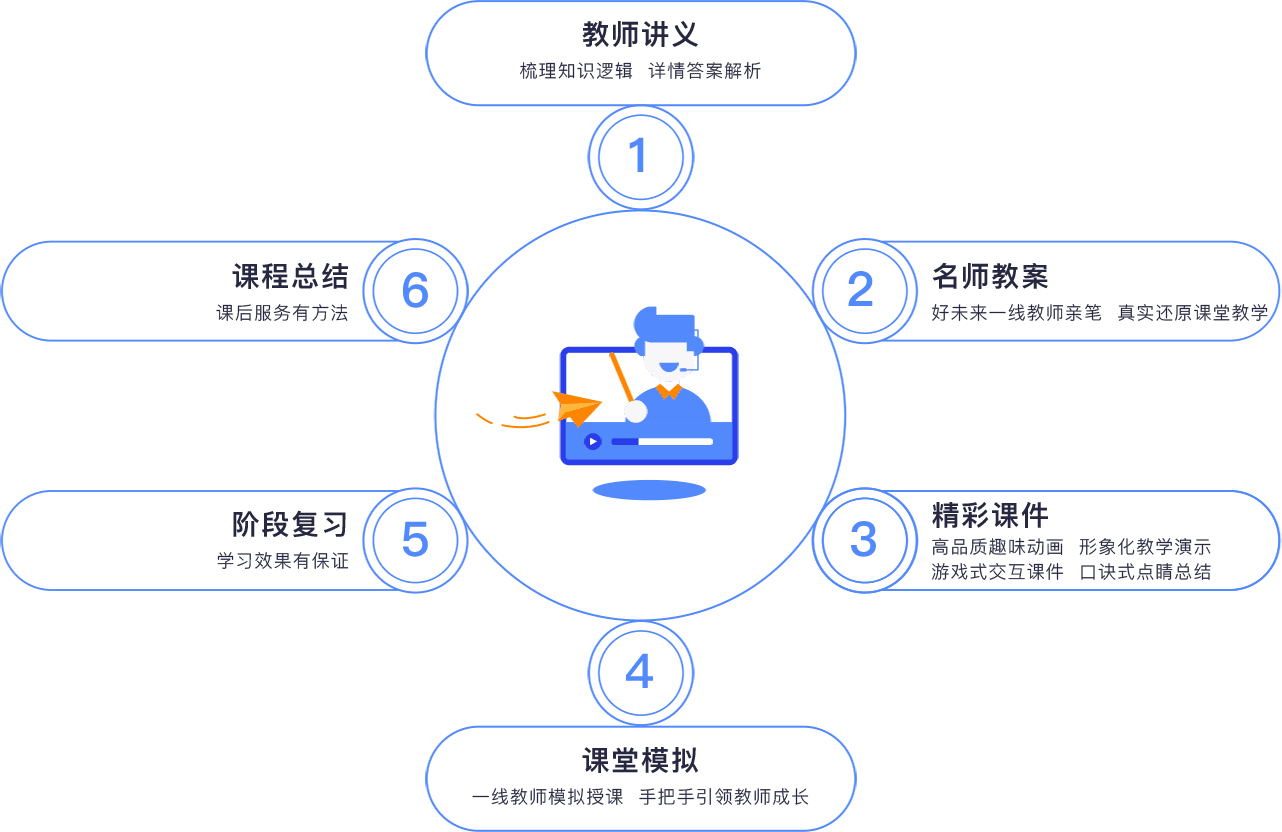 教师讲义
梳理知识逻辑 详情答案解析
1
2
名师教案
好未来一线教师亲笔 真实还原课堂教学
3
精彩课件
高品质趣味动画 形象化教学演示
游戏式交互课件 口诀式点睛总结
4
课堂模拟
一线教师模拟授课 手把手引领教师成长
5
阶段复习
学习效果有保证
6
课程总结
课后服务有方法